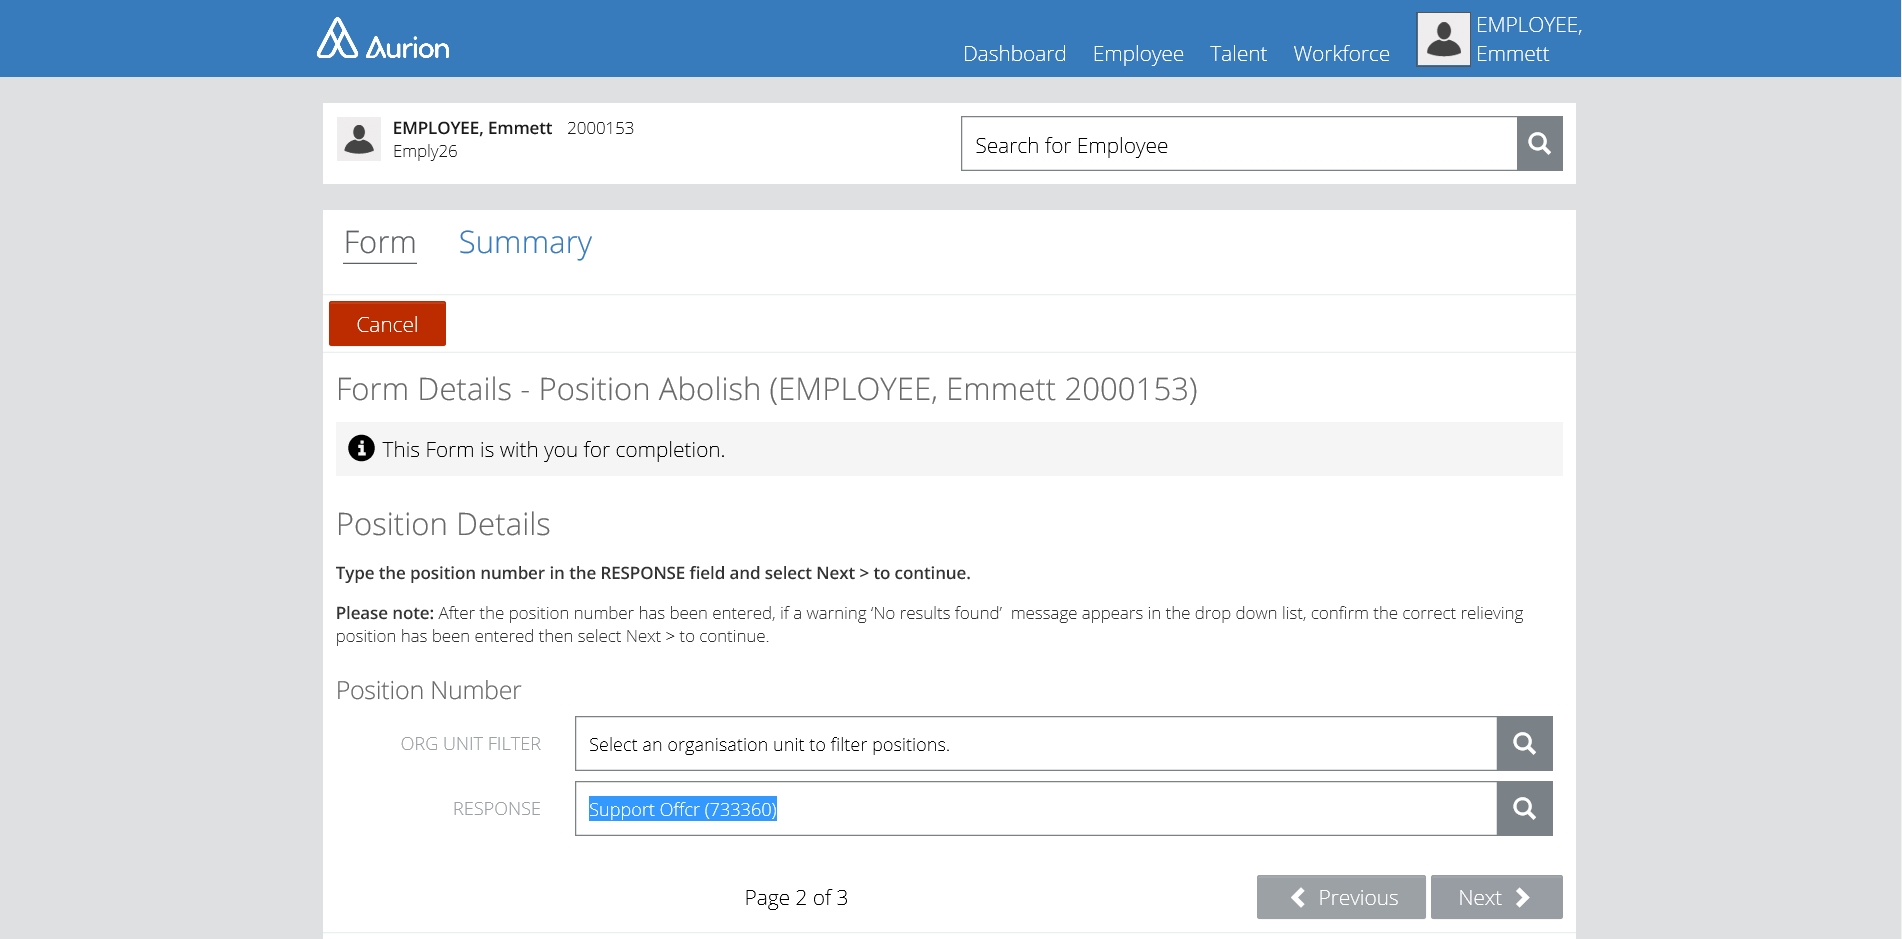 Aurion
Dashboard Employee Talent Workforce EMPLOYEE,
Emmett
EMPLOYEE, Emmett 2000153
Emply26
Search for Employee
Form Summary
Cancel
Form Details - Position Abolish (EMPLOYEE, Emmett 2000153)
This Form is with you for completion.
Position Details
Type the position number in the RESPONSE field and select Next > to continue.
Please note: After the position number has been entered, if a warning ‘No results found’ message appears in the drop down list, confirm the correct relieving
position has been entered then select Next > to continue.
Position Number
ORG UNIT FILTER Select an organisation unit to filter positions.
RESPONSE Support Offcr (733360)
Page 2 of 3 Previous Next